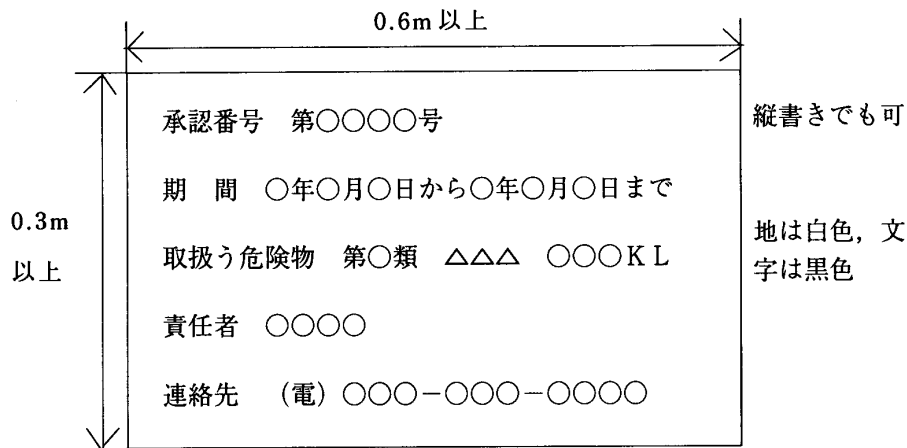 0.6m以上
承認番号　第○○○○号
縦書きでも可
期　間　○年○月○日から○年○月○日まで
0.3m
以上
取扱う危険物　第○類　△△△　○○○KL
地は白色，文
字は黒色
責任者　○○○○
連絡先　（電）○○○－○○○－○○○○